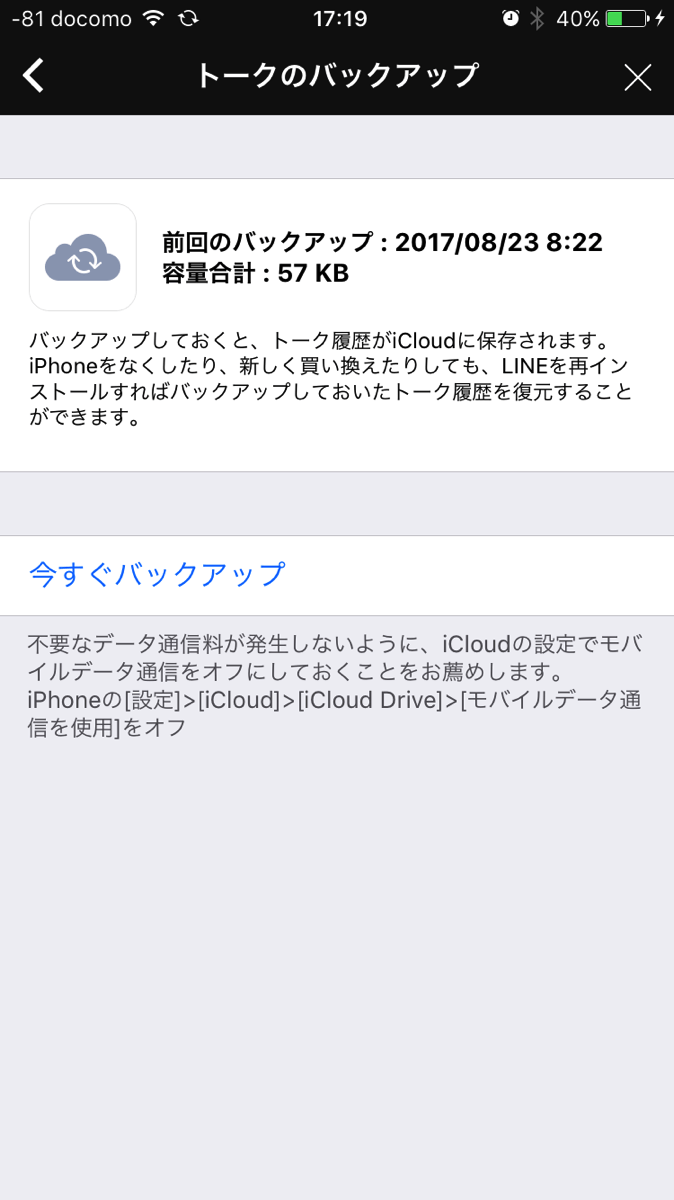 -81 docomo 17:19 40%
トークのバックアップ
前回のバックアップ : 2017/08/23 8:22
容量合計 : 57 KB
バックアップしておくと、トーク履歴がiCloudに保存されます。
iPhoneをなくしたり、新しく買い換えたりしても、LINEを再イン
ストールすればバックアップしておいたトーク履歴を復元すること
ができます。
今すぐバックアップ
不要なデータ通信料が発生しないように、iCloudの設定でモバ
イルデータ通信をオフにしておくことをお薦めします。
iPhoneの[設定]>[iCloud]>[iCloud Drive]>[モバイルデータ通
信を使用]をオフ